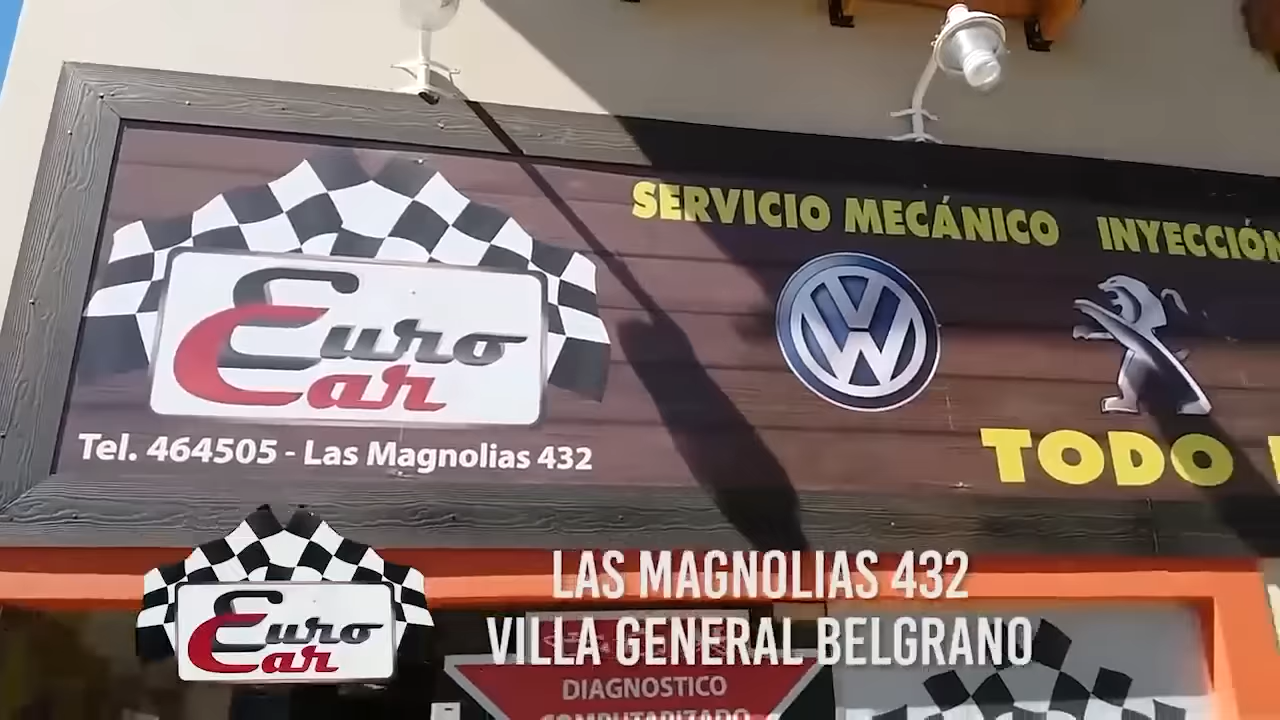 SERVICIO MECÁNICO INYECCIÓN
Euro
Car
TODO
Tel. 464505 - Las Magnolias 432
LAS MAGNOLIAS 432
VILLA GENERAL BELGRANO
Euro
Car
DIAGNOSTICO
COMPUTARIZADO